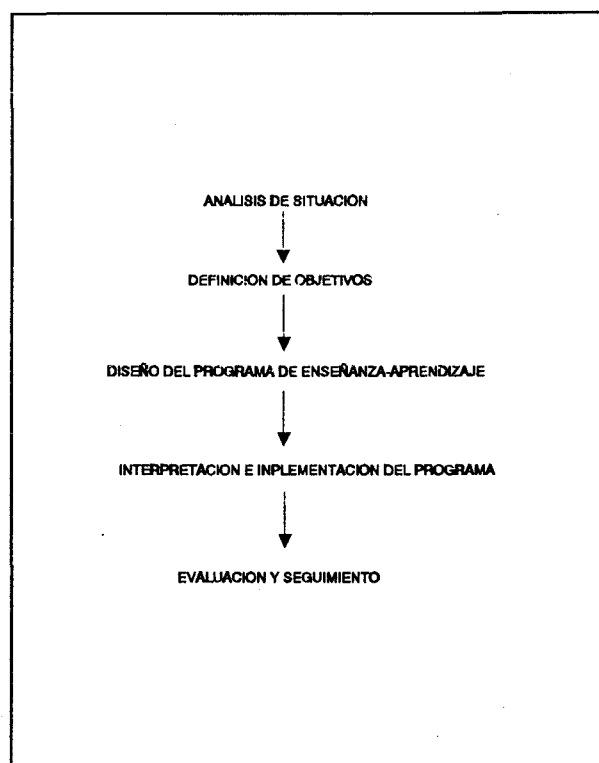 ANALISIS DE SITUACION
DEFINICION DE OBJETIVOS
DISEÑO DEL PROGRAMA DE ENSEÑANZA-APRENDIZAJE
INTERPRETACION E INPLEMENTACION DEL PROGRAMA
EVALUACION Y SEGUIMIENTO